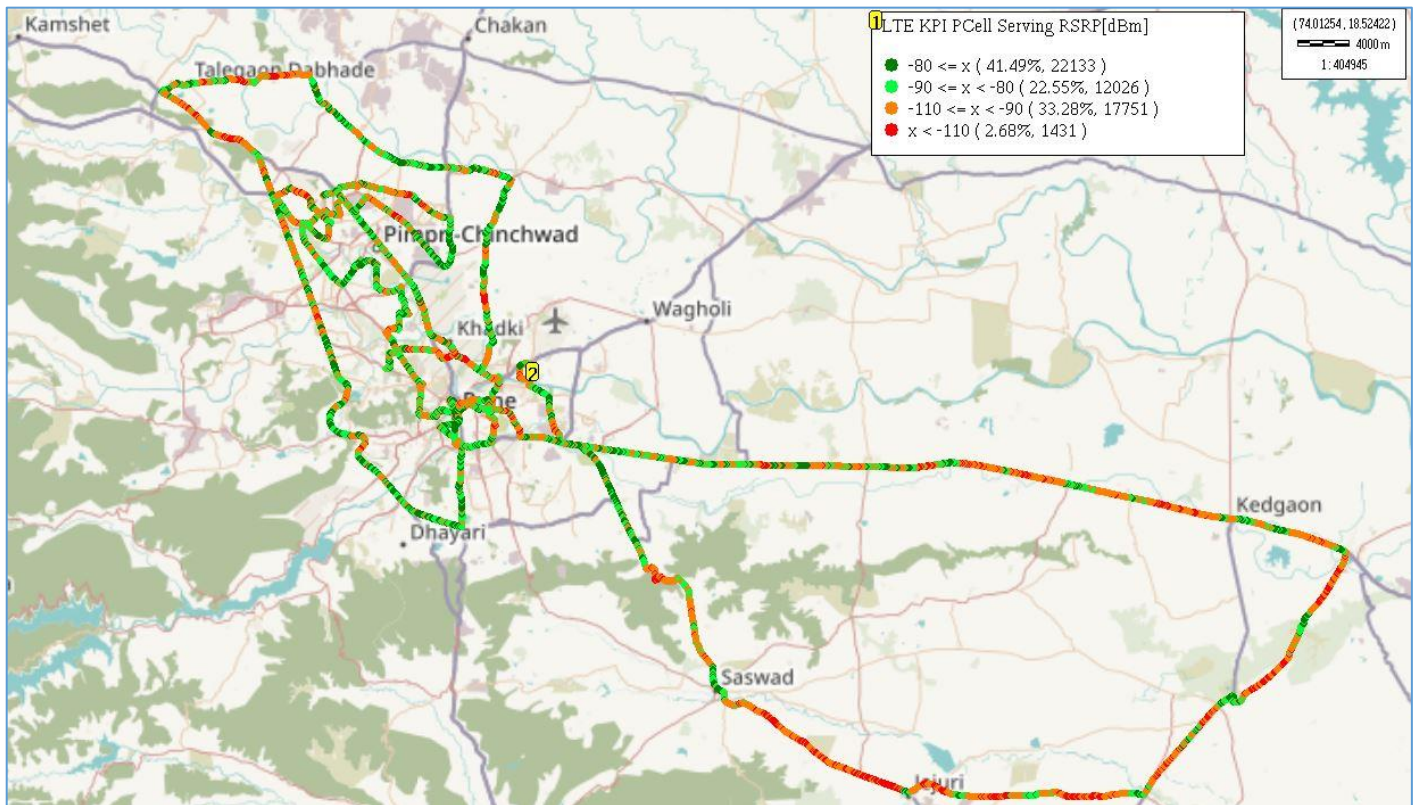 Kamshet
Chakan
1
LTE KPI PCell Serving RSRP[dBm]
-80 <= x ( 41.49%, 22133 )
-90 <= x < -80 ( 22.55%, 12026 )
-110 <= x < -90 ( 33.28%, 17751 )
x < -110 ( 2.68%, 1431 )
(74.01254, 18.52422)
4000 m
1: 404945
Talegaon Dabhade
Pimpri-Chinchwad
Khadki
Wagholi
2
Pune
Dhayari
Kedgaon
Saswad
Jejuri